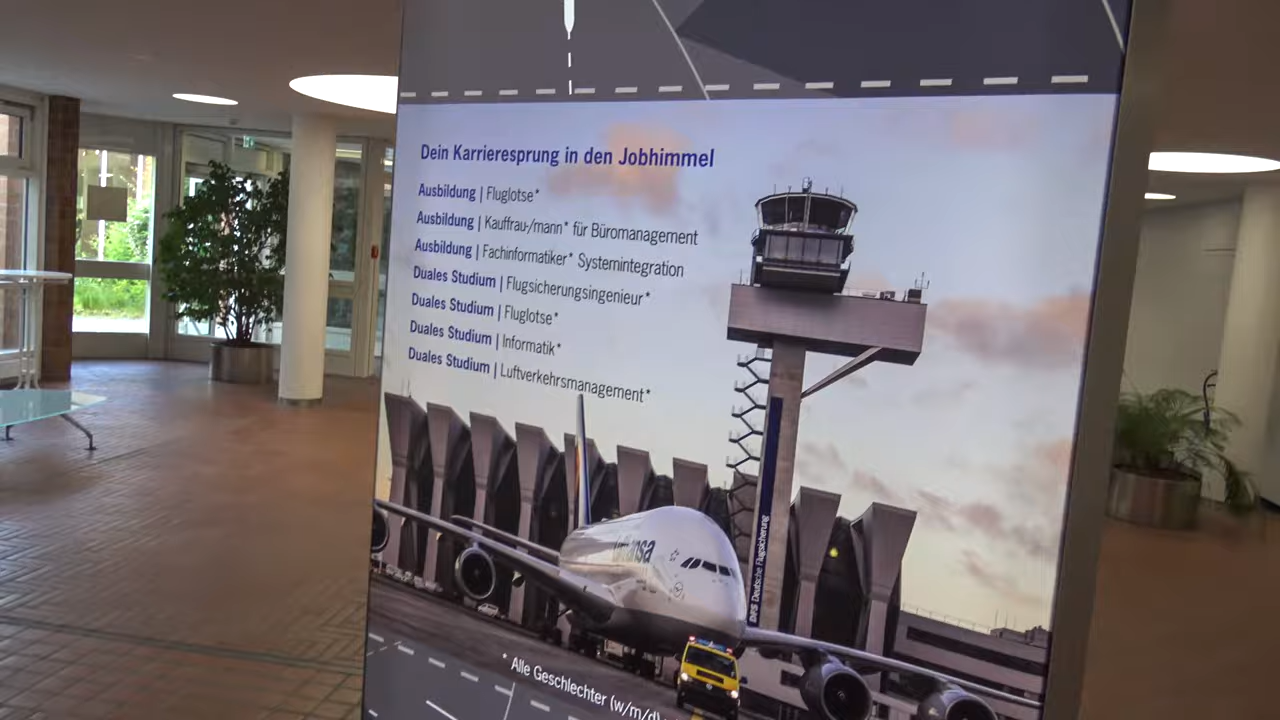 Dein Karrieresprung in den Jobhimmel
Ausbildung | Fluglotse*
Ausbildung | Kauffrau-/mann* für Büromanagement
Ausbildung | Fachinformatiker* Systemintegration
Duales Studium | Flugsicherungsingenieur*
Duales Studium | Fluglotse*
Duales Studium | Informatik*
Duales Studium | Luftverkehrsmanagement*
Lufthansa
DFS Deutsche Flugsicherung
* Alle Geschlechter (w/m/d)